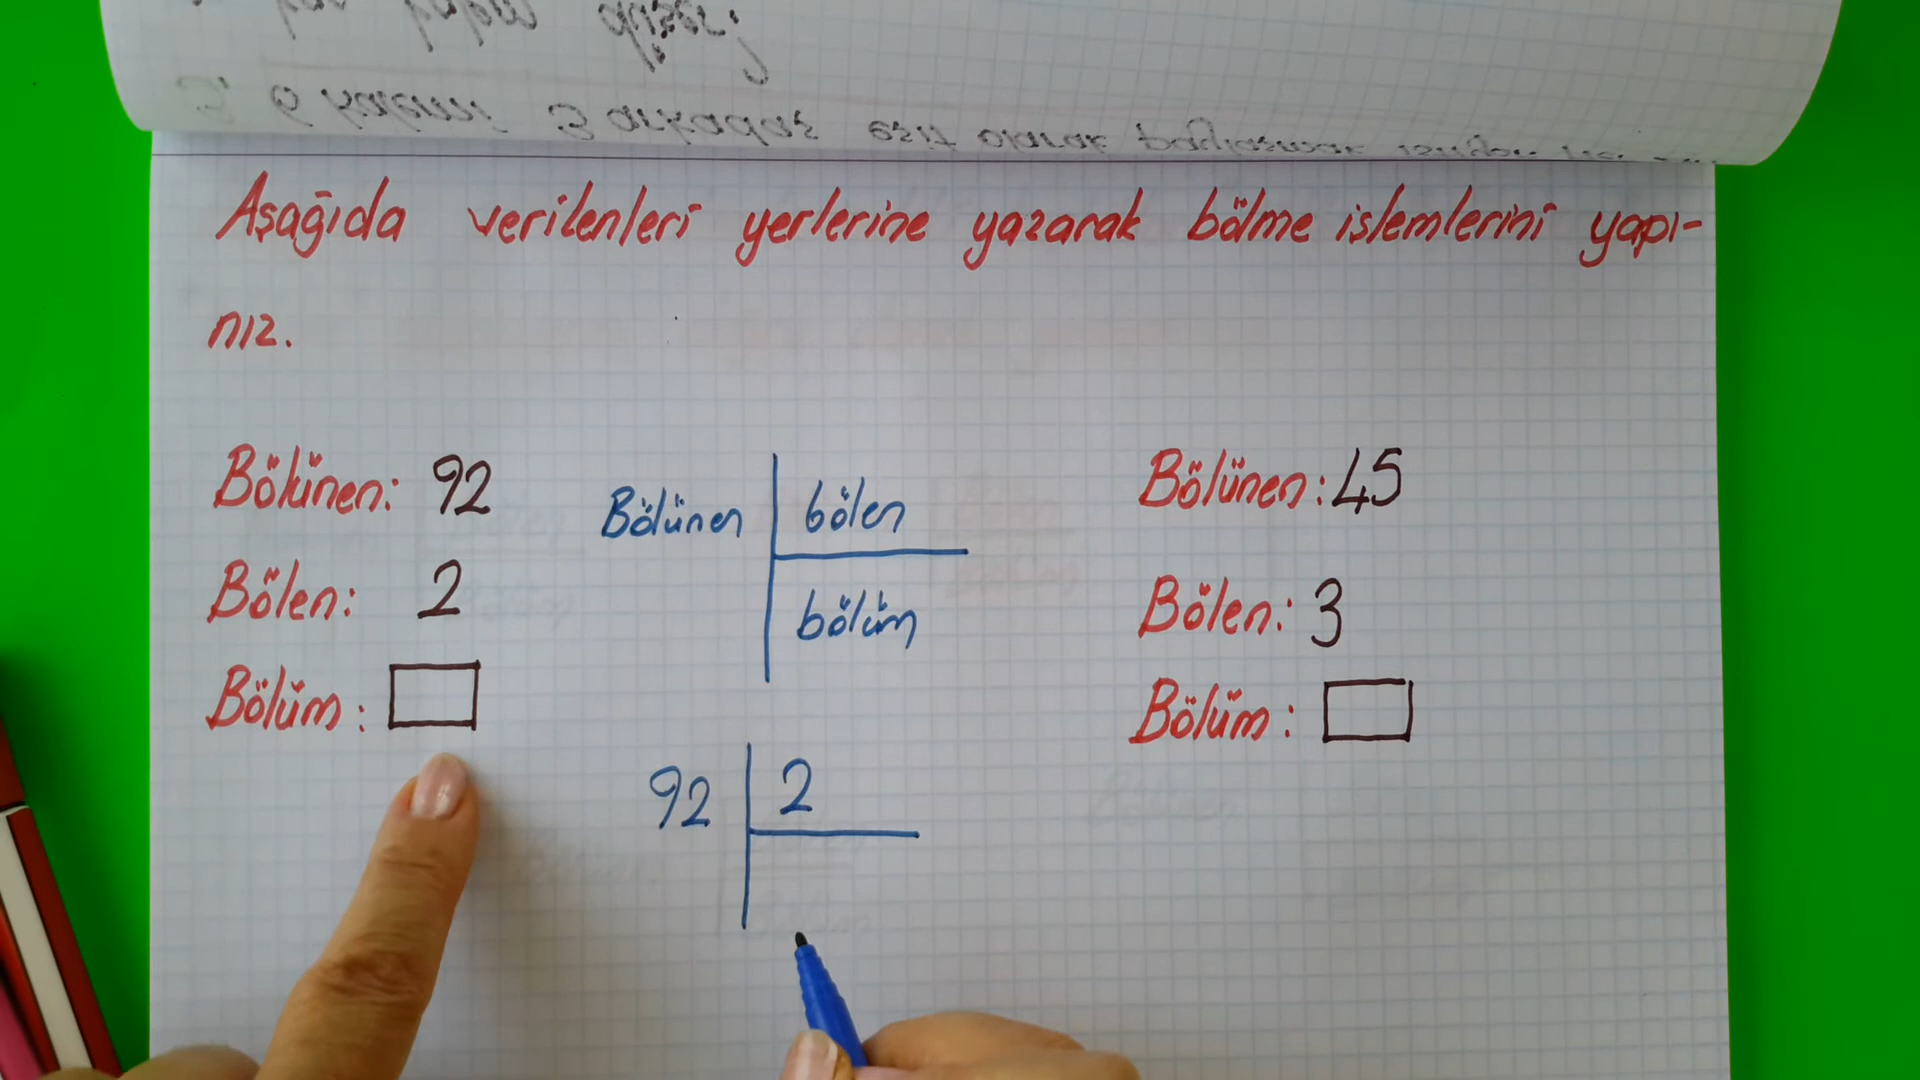 Aşağıda verilenleri yerlerine yazarak bölme işlemlerini yapı-
nız.
Bölünen: 92
Bölen: 2
Bölüm:
Bölünen bölen
bölüm
92 2
Bölünen: 45
Bölen: 3
Bölüm: